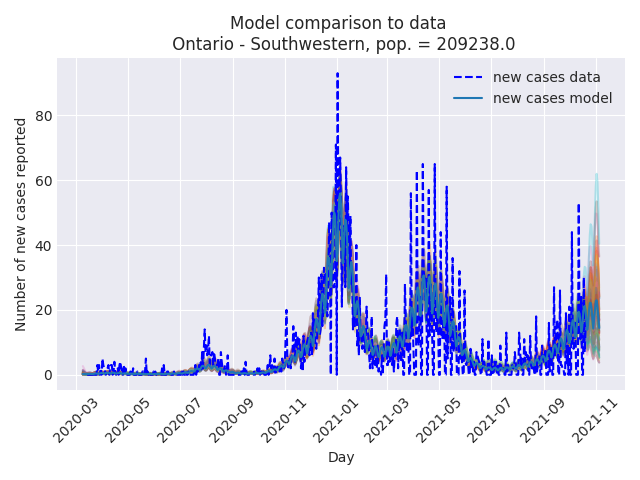 Model comparison to data
Ontario - Southwestern, pop. = 209238.0
new cases data
new cases model
Number of new cases reported
80
60
40
20
0
2020-03
2020-05
2020-07
2020-09
2020-11
2021-01
2021-03
2021-05
2021-07
2021-09
2021-11
Day